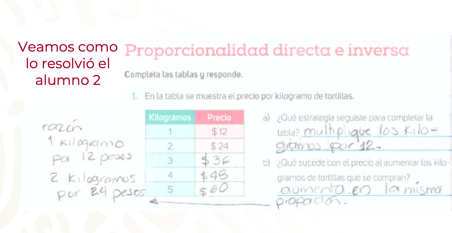 Veamos como
lo resolvió el
alumno 2
Proporcionalidad directa e inversa
Completa las tablas y responde.
1. En la tabla se muestra el precio por kilogramo de tortillas.
Kilogramos Precio
1 $12
2 $24
3 $36
4 $48
5 $60
razón
1 kilogramo
por 12 pesos
2 kilogramos
por 24 pesos
a) ¿Qué estrategia seguiste para completar la
tabla? multiplique los kilo-
gramos por 12.
b) ¿Qué sucede con el precio al aumentar los kilo-
gramos de tortillas que se compran?
aumenta en la misma